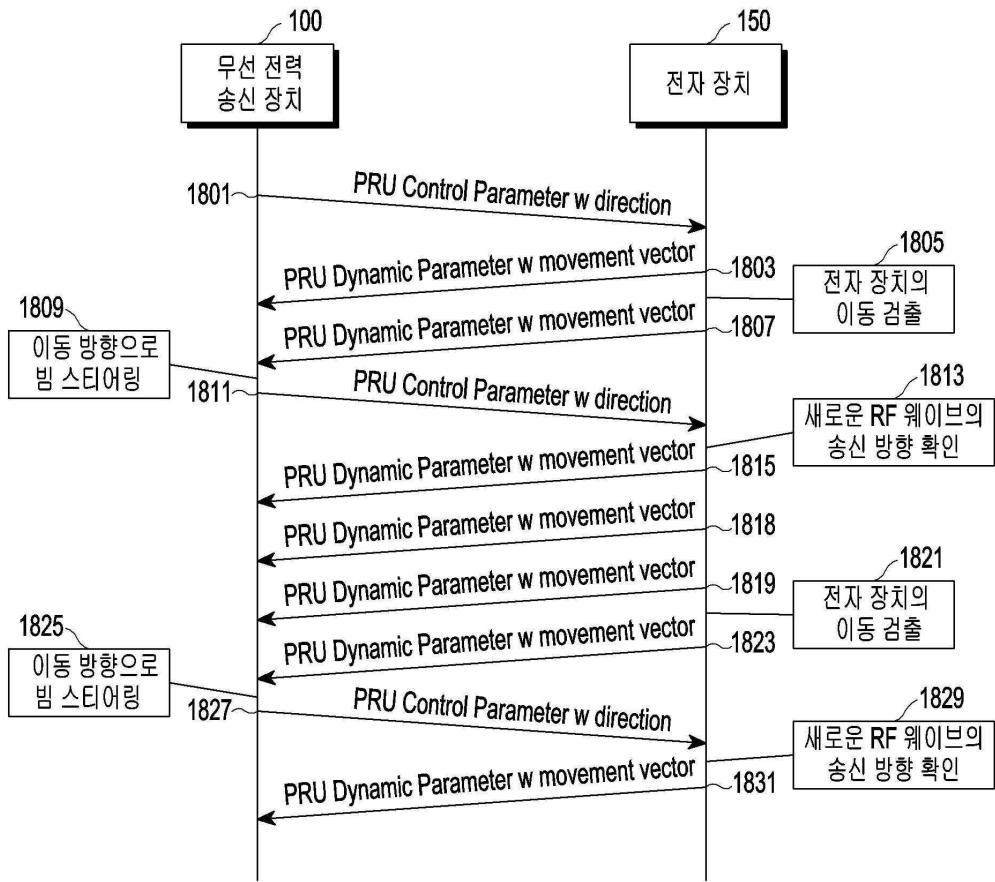 100
150
무선 전력
송신 장치
전자 장치
1801
PRU Control Parameter w direction
PRU Dynamic Parameter w movement vector
1803
1805
전자 장치의
이동 검출
1809
이동 방향으로
빔 스티어링
PRU Dynamic Parameter w movement vector
1807
1811
PRU Control Parameter w direction
1813
새로운 RF 웨이브의
송신 방향 확인
PRU Dynamic Parameter w movement vector
1815
PRU Dynamic Parameter w movement vector
1818
PRU Dynamic Parameter w movement vector
1819
1821
전자 장치의
이동 검출
1825
이동 방향으로
빔 스티어링
PRU Dynamic Parameter w movement vector
1823
1827
PRU Control Parameter w direction
1829
새로운 RF 웨이브의
송신 방향 확인
PRU Dynamic Parameter w movement vector
1831